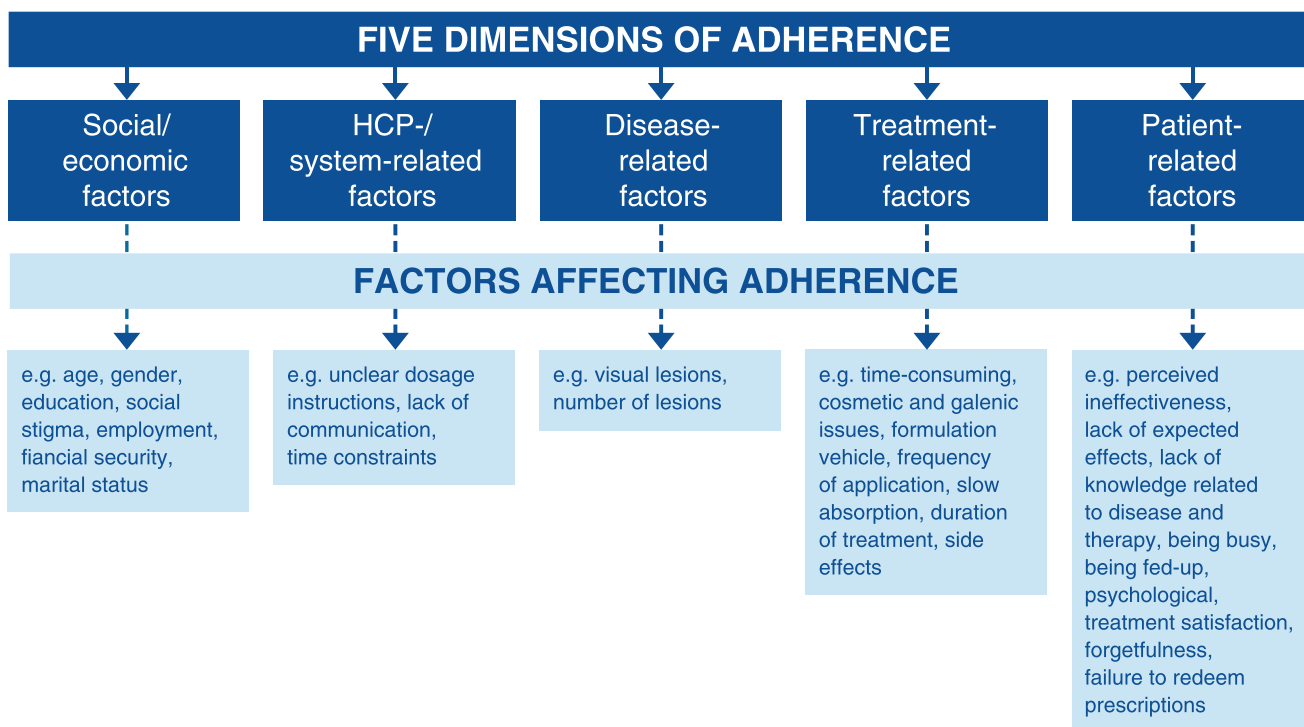 FIVE DIMENSIONS OF ADHERENCE
Social/
economic
factors
HCP-/
system-related
factors
Disease-
related
factors
Treatment-
related
factors
Patient-
related
factors
FACTORS AFFECTING ADHERENCE
e.g. age, gender,
education, social
stigma, employment,
fiancial security,
marital status
e.g. unclear dosage
instructions, lack of
communication,
time constraints
e.g. visual lesions,
number of lesions
e.g. time-consuming,
cosmetic and galenic
issues, formulation
vehicle, frequency
of application, slow
absorption, duration
of treatment, side
effects
e.g. perceived
ineffectiveness,
lack of expected
effects, lack of
knowledge related
to disease and
therapy, being busy,
being fed-up,
psychological,
treatment satisfaction,
forgetfulness,
failure to redeem
prescriptions